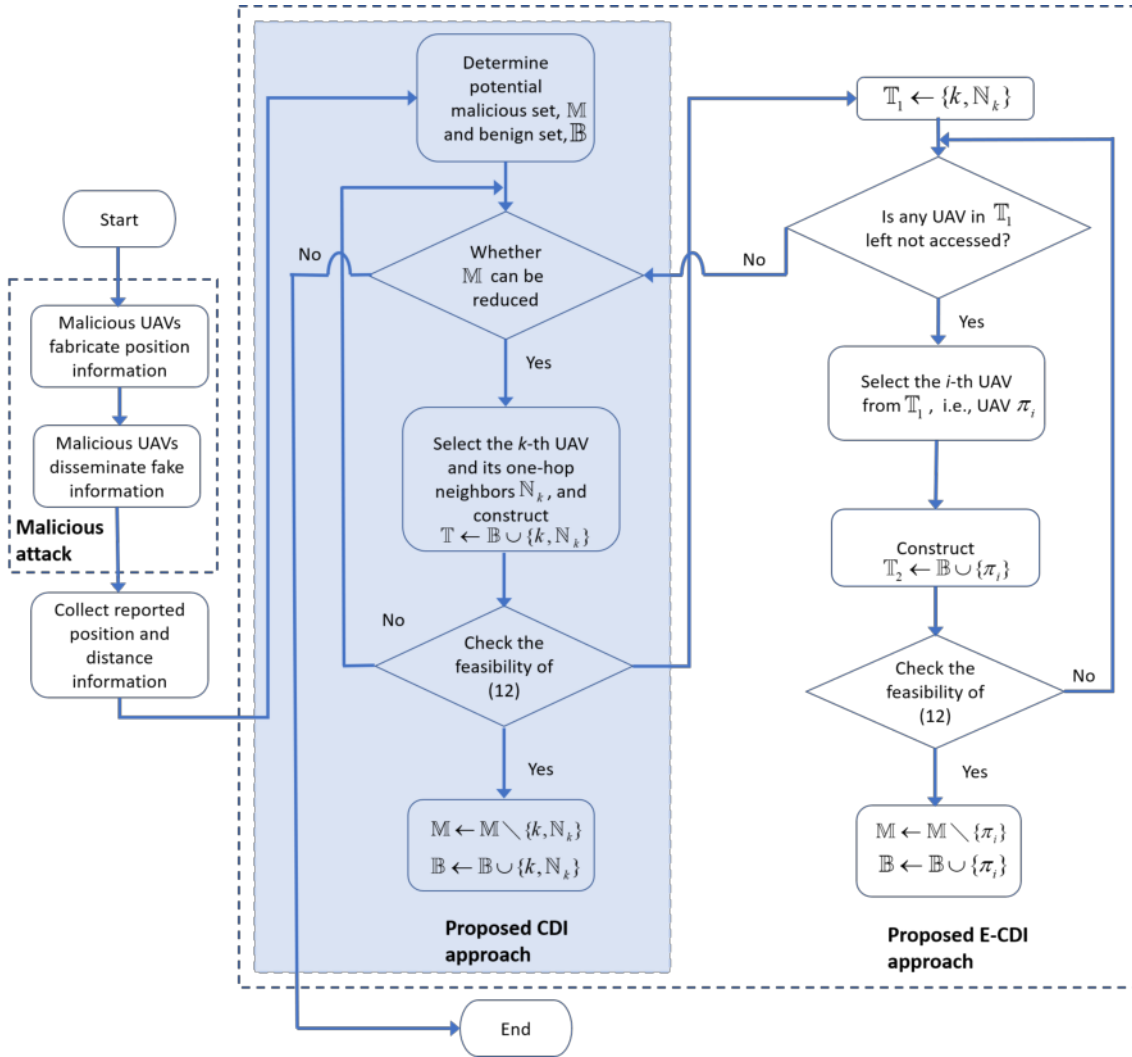 Start
Malicious UAVs
fabricate position
information
Malicious UAVs
disseminate fake
information
Malicious
attack
Collect reported
position and
distance
information
Determine
potential
malicious set, 𝕄
and benign set, 𝔹
Whether
𝕄 can be
reduced
No
Yes
Select the k-th UAV
and its one-hop
neighbors ℕ_k, and
construct
𝕋 ← 𝔹 ∪ {k, ℕ_k}
No
Check the
feasibility of
(12)
Yes
𝕄 ← 𝕄 \ {k, ℕ_k}
𝔹 ← 𝔹 ∪ {k, ℕ_k}
Proposed CDI
approach
End
𝕋_1 ← {k, ℕ_k}
Is any UAV in 𝕋_1
left not accessed?
No
Yes
Select the i-th UAV
from 𝕋_1, i.e., UAV π_i
Construct
𝕋_2 ← 𝔹 ∪ {π_i}
Check the
feasibility of
(12)
No
Yes
𝕄 ← 𝕄 \ {π_i}
𝔹 ← 𝔹 ∪ {π_i}
Proposed E-CDI
approach